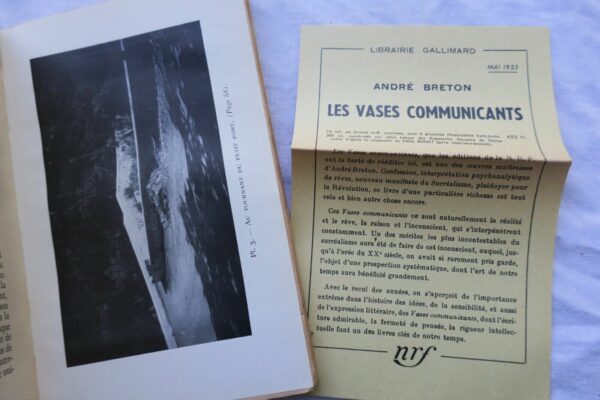 Pl. 3. — AU TOURNANT DU PETIT PONT. (Page 58).
LIBRAIRIE GALLIMARD
MAI 1955
ANDRÉ BRETON
LES VASES COMMUNICANTS
Les Vases communicants, que les éditions de la N. R. F.
ont la fierté de rééditer ici, est une des œuvres maîtresses
d'André Breton. Confession, interprétation psychanalytique
de rêves, nouveau manifeste du Surréalisme, plaidoyer pour
la Révolution, ce livre d'une particulière richesse est tout
cela et bien autre chose encore.
Ces Vases communicants ce sont naturellement la réalité
et le rêve, la raison et l'inconscient, qui s'interpénètrent
constamment. Un des mérites les plus incontestables du
surréalisme aura été de faire de cet inconscient, auquel, jus-
qu'à l'orée du XXe siècle, on avait si rarement pris garde,
l'objet d'une prospection systématique, dont l'art de notre
temps aura bénéficié grandement.
Avec le recul des années, on s'aperçoit de l'importance
extrême dans l'histoire des idées, de la sensibilité, et aussi
de l'expression littéraire, des Vases communicants, dont l'écri-
ture admirable, la fermeté de pensée, la rigueur intellec-
tuelle font un des livres clés de notre temps.
nrf